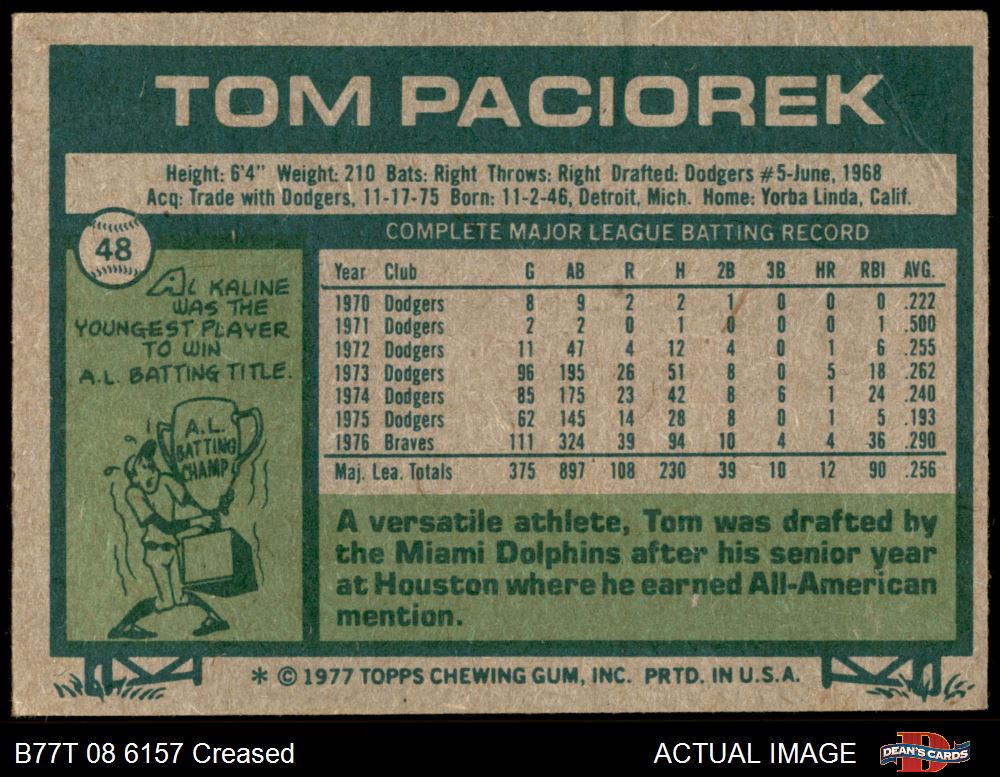 TOM PACIOREK
Height: 6'4" Weight: 210 Bats: Right Throws: Right Drafted: Dodgers #5-June, 1968
Acq: Trade with Dodgers, 11-17-75 Born: 11-2-46, Detroit, Mich. Home: Yorba Linda, Calif.
48
AL KALINE
WAS THE
YOUNGEST PLAYER
TO WIN
A.L. BATTING TITLE.
A.L.
BATTING
CHAMP
COMPLETE MAJOR LEAGUE BATTING RECORD
Year Club G AB R H 2B 3B HR RBI AVG.
1970 Dodgers 8 9 2 2 1 0 0 0 .222
1971 Dodgers 2 2 0 1 0 0 0 1 .500
1972 Dodgers 11 47 4 12 4 0 1 6 .255
1973 Dodgers 96 195 26 51 8 0 5 18 .262
1974 Dodgers 85 175 23 42 8 6 1 24 .240
1975 Dodgers 62 145 14 28 8 0 1 5 .193
1976 Braves 111 324 39 94 10 4 4 36 .290
Maj. Lea. Totals 375 897 108 230 39 10 12 90 .256
A versatile athlete, Tom was drafted by
the Miami Dolphins after his senior year
at Houston where he earned All-American
mention.
* © 1977 TOPPS CHEWING GUM, INC. PRTD. IN U.S.A.
B77T 08 6157 Creased
ACTUAL IMAGE
DEAN'S CARDS